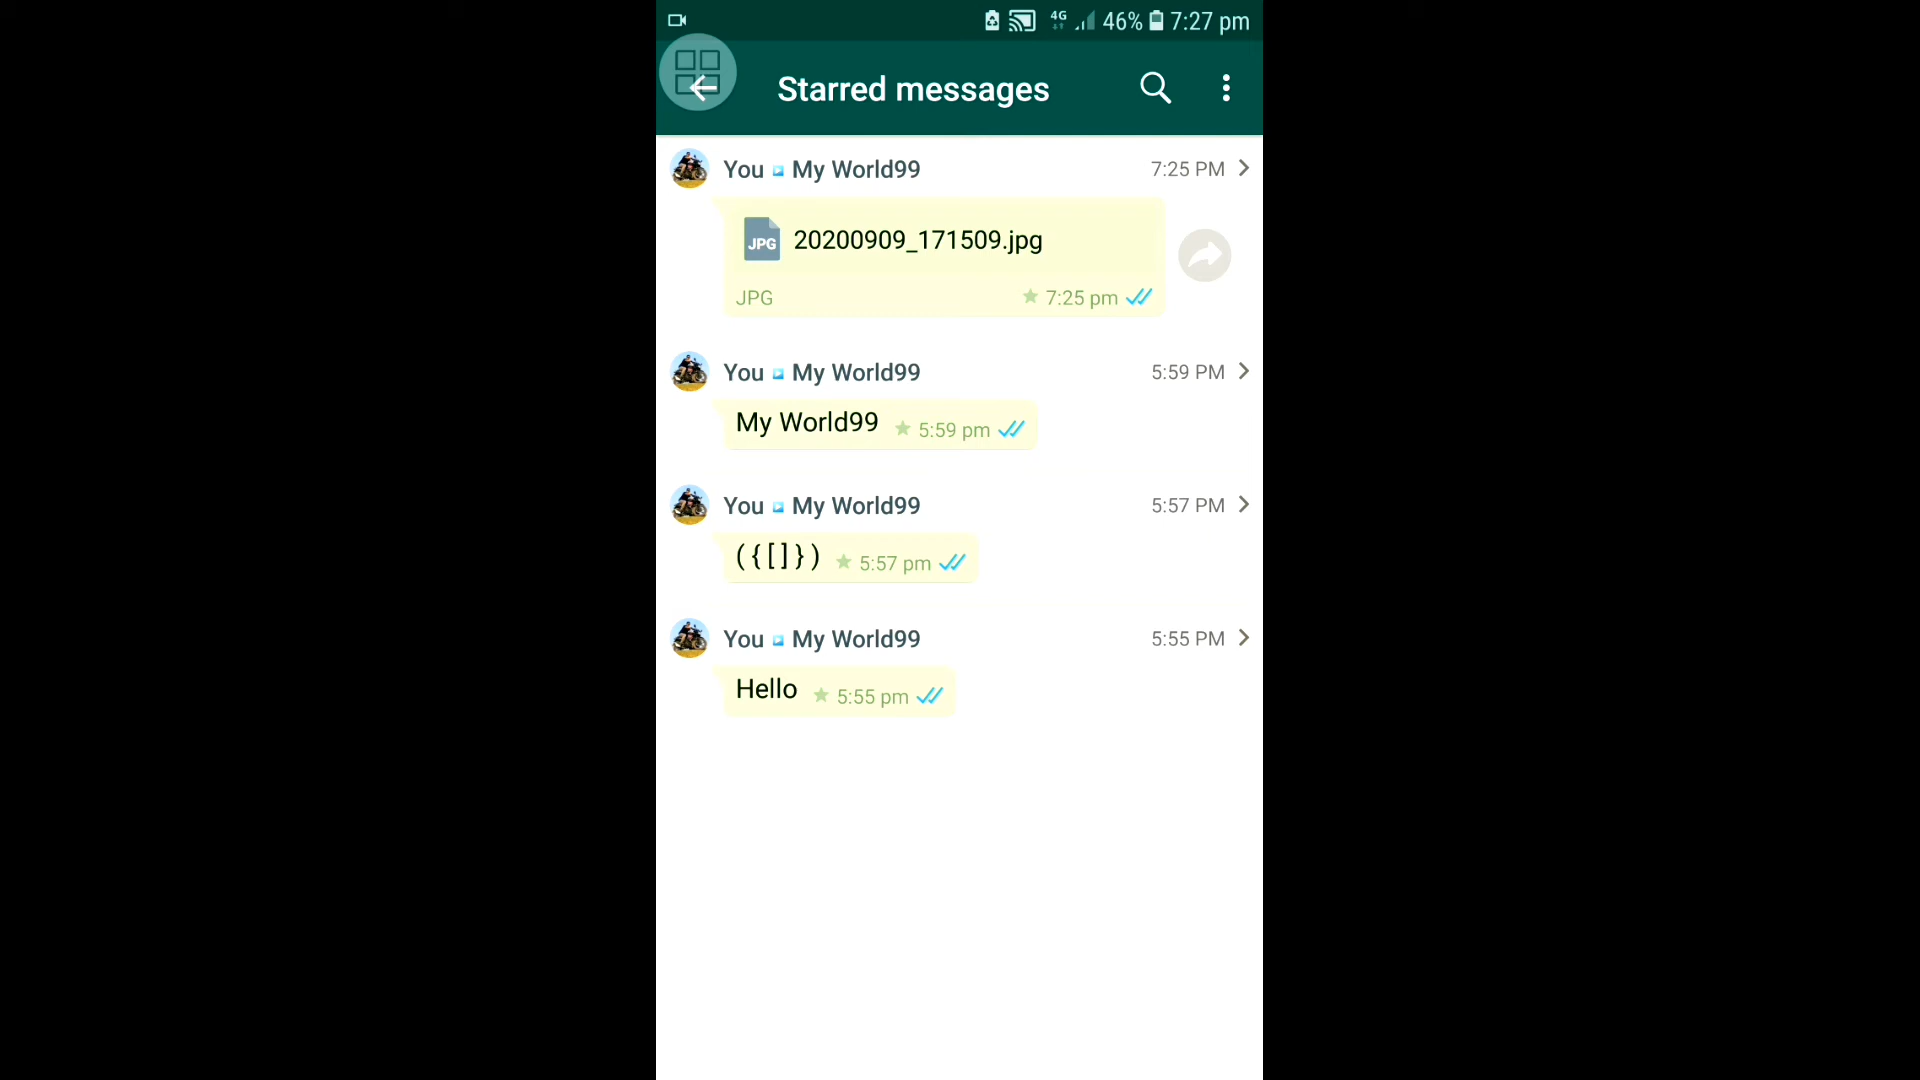 4G 46% 7:27 pm
Starred messages
You My World99 7:25 PM
JPG 20200909_171509.jpg
JPG 7:25 pm
You My World99 5:59 PM
My World99 5:59 pm
You My World99 5:57 PM
({[]}) 5:57 pm
You My World99 5:55 PM
Hello 5:55 pm